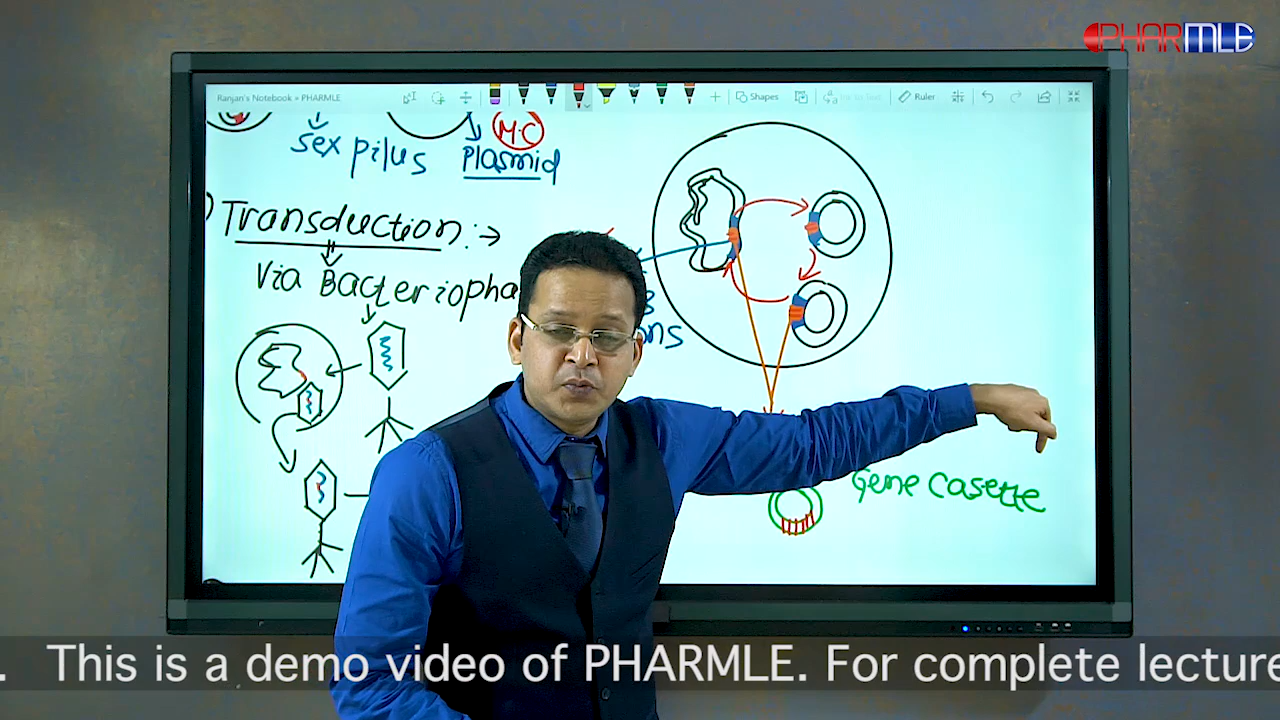 PHARMLE
Ranjan's Notebook » PHARMLE
Shapes
Ruler
Sex pilus
M.C
Plasmid
Transduction :→
Via Bacteriopha
ons
Gene Casette
. This is a demo video of PHARMLE. For complete lecture